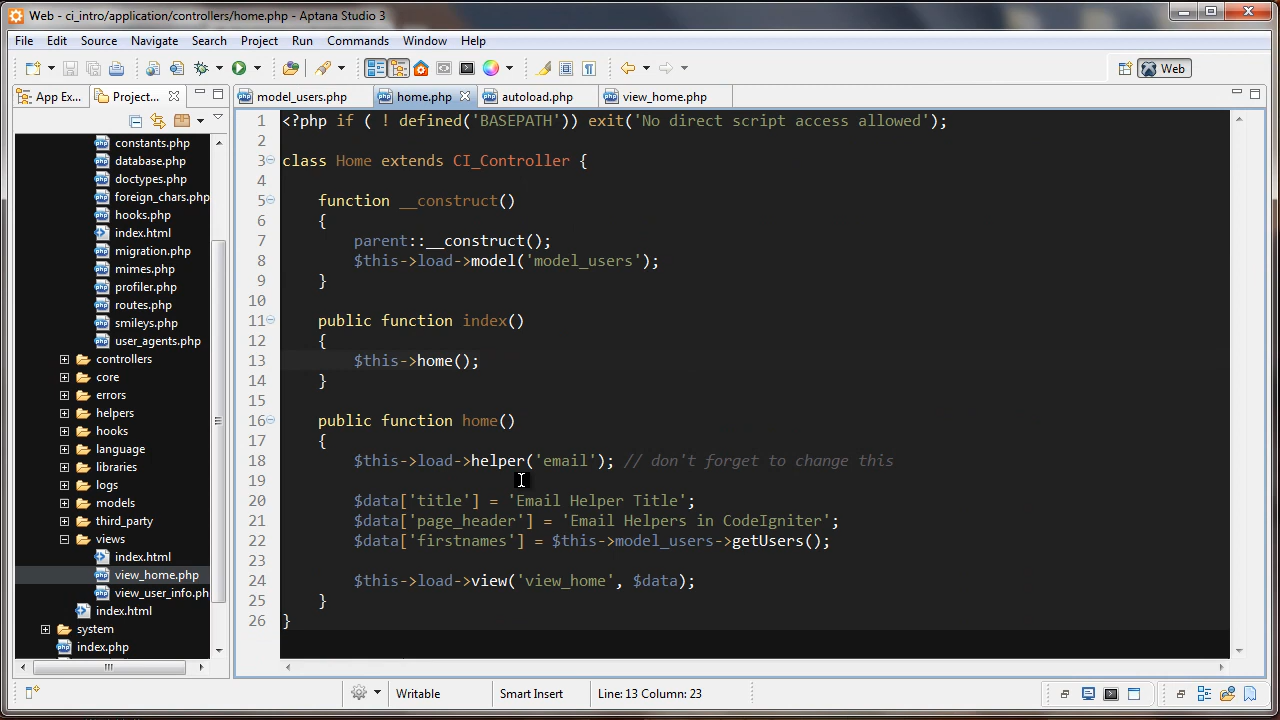 Web - ci_intro/application/controllers/home.php - Aptana Studio 3
File Edit Source Navigate Search Project Run Commands Window Help
Web
App Ex... Project...
model_users.php home.php autoload.php view_home.php
constants.php
database.php
doctypes.php
foreign_chars.php
hooks.php
index.html
migration.php
mimes.php
profiler.php
routes.php
smileys.php
user_agents.php
controllers
core
errors
helpers
hooks
language
libraries
logs
models
third_party
views
index.html
view_home.php
view_user_info.ph
index.html
system
index.php
1 <?php if ( ! defined('BASEPATH')) exit('No direct script access allowed');
2
3 class Home extends CI_Controller {
4
5 function __construct()
6 {
7 parent::__construct();
8 $this->load->model('model_users');
9 }
10
11 public function index()
12 {
13 $this->home();
14 }
15
16 public function home()
17 {
18 $this->load->helper('email'); // don't forget to change this
19
20 $data['title'] = 'Email Helper Title';
21 $data['page_header'] = 'Email Helpers in CodeIgniter';
22 $data['firstnames'] = $this->model_users->getUsers();
23
24 $this->load->view('view_home', $data);
25 }
26 }
Writable Smart Insert Line: 13 Column: 23